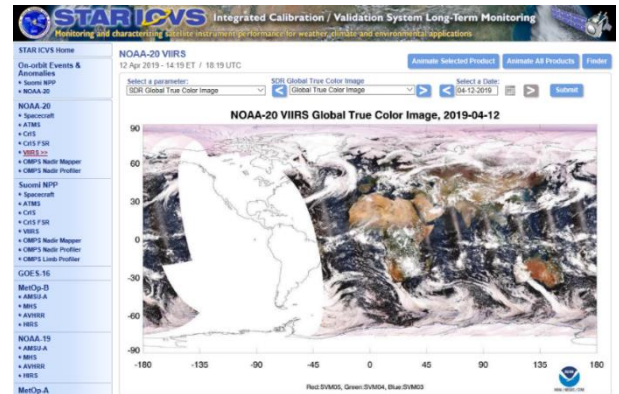 STAR ICVS Integrated Calibration / Validation System Long-Term Monitoring
Monitoring and characterizing satellite instrument performance for weather, climate and environmental applications
STAR ICVS Home
On-orbit Events & Anomalies
Suomi NPP
NOAA-20
NOAA-20
Spacecraft
ATMS
CrIS
CrIS FSR
VIIRS >>
OMPS Nadir Mapper
OMPS Nadir Profiler
Suomi NPP
Spacecraft
ATMS
CrIS
CrIS FSR
VIIRS
OMPS Nadir Mapper
OMPS Nadir Profiler
OMPS Limb Profiler
GOES-16
MetOp-B
AMSU-A
MHS
AVHRR
HIRS
NOAA-19
AMSU-A
MHS
AVHRR
HIRS
MetOp-A
NOAA-20 VIIRS
12 Apr 2019 - 14:19 ET / 18:19 UTC
Animate Selected Product Animate All Products Finder
Select a parameter: SDR Global True Color Image Select a Date:
SDR Global True Color Image Global True Color Image 04-12-2019 Submit
NOAA-20 VIIRS Global True Color Image, 2019-04-12
90
60
30
0
-30
-60
-90
-180 -135 -90 -45 0 45 90 135 180
Red:SVM05, Green:SVM04, Blue:SVM03